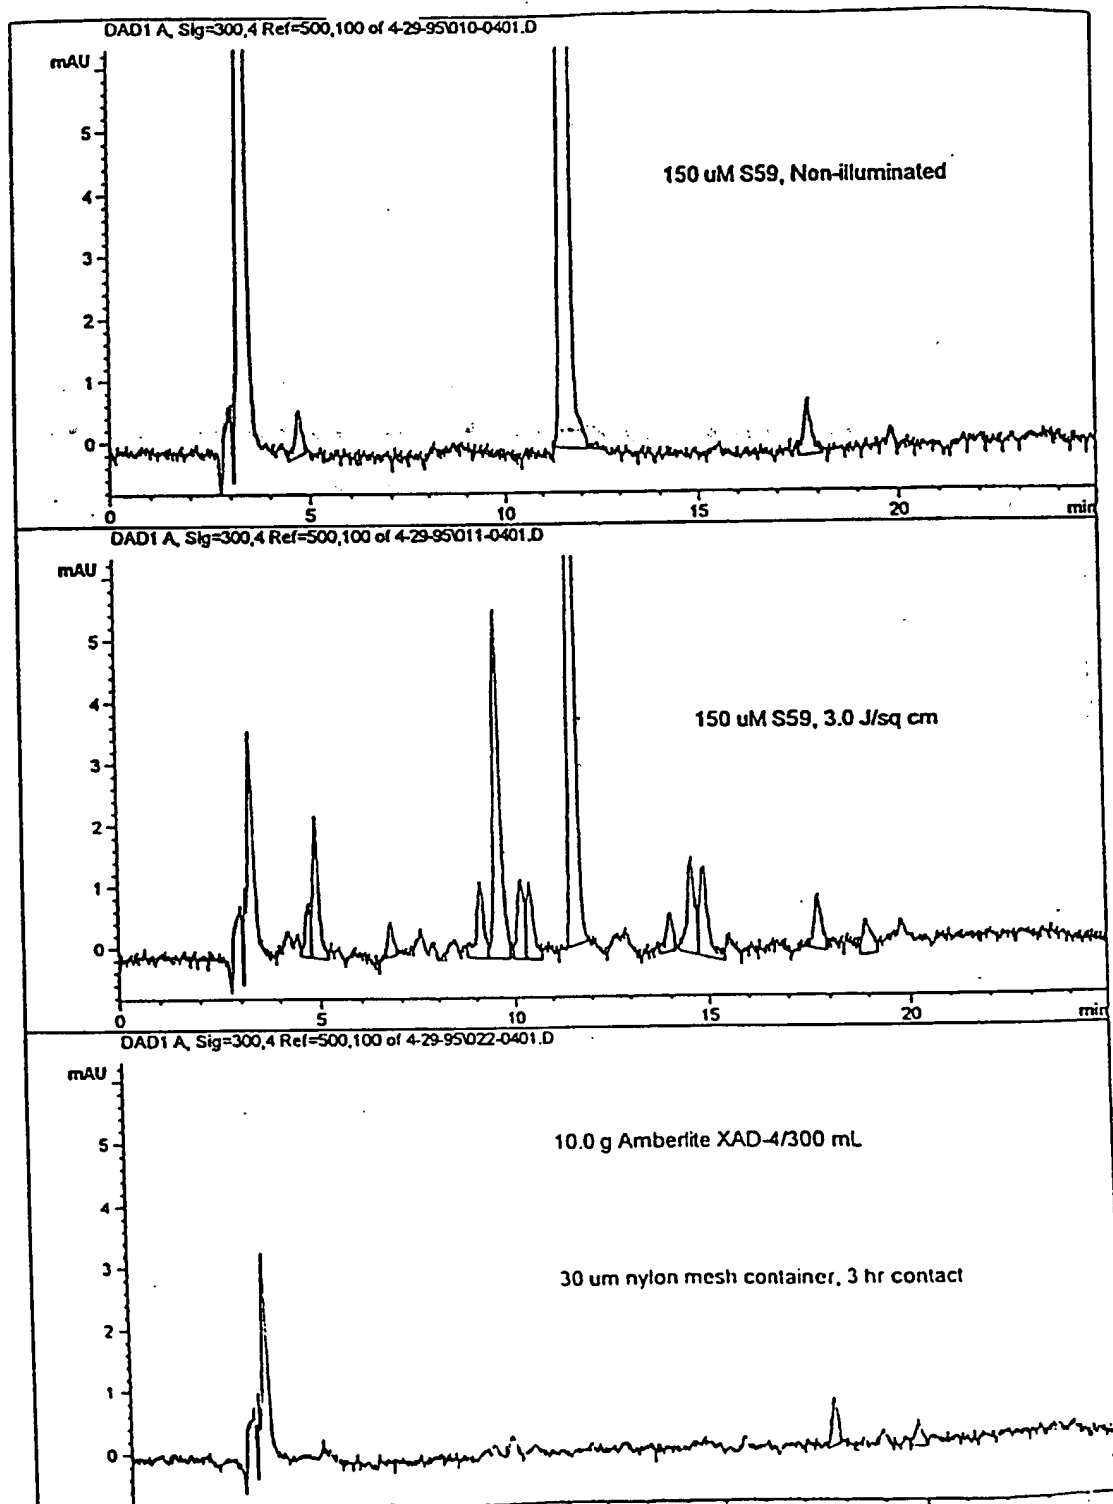 DAD1 A, Sig=300,4 Ref=500,100 of 4-29-95\010-0401.D
mAU
5
4
3
2
1
0
150 uM S59, Non-illuminated
0 5 10 15 20 min
DAD1 A, Sig=300,4 Ref=500,100 of 4-29-95\011-0401.D
mAU
5
4
3
2
1
0
150 uM S59, 3.0 J/sq cm
0 5 10 15 20 min
DAD1 A, Sig=300,4 Ref=500,100 of 4-29-95\022-0401.D
mAU
5
4
3
2
1
0
10.0 g Amberlite XAD-4/300 mL
30 um nylon mesh container, 3 hr contact